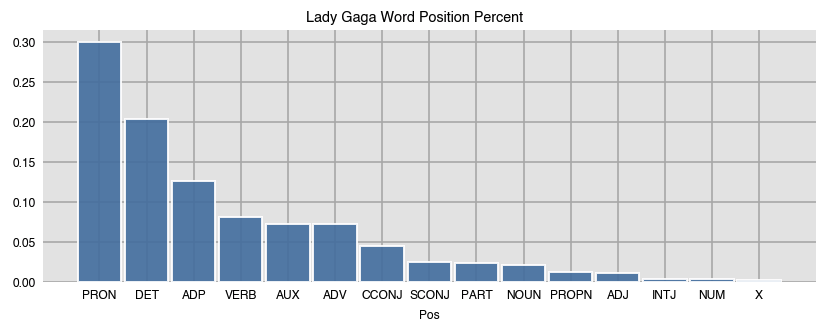 Lady Gaga Word Position Percent
0.30
0.25
0.20
0.15
0.10
0.05
0.00
PRON DET ADP VERB AUX ADV CCONJ SCONJ PART NOUN PROPN ADJ INTJ NUM X
Pos